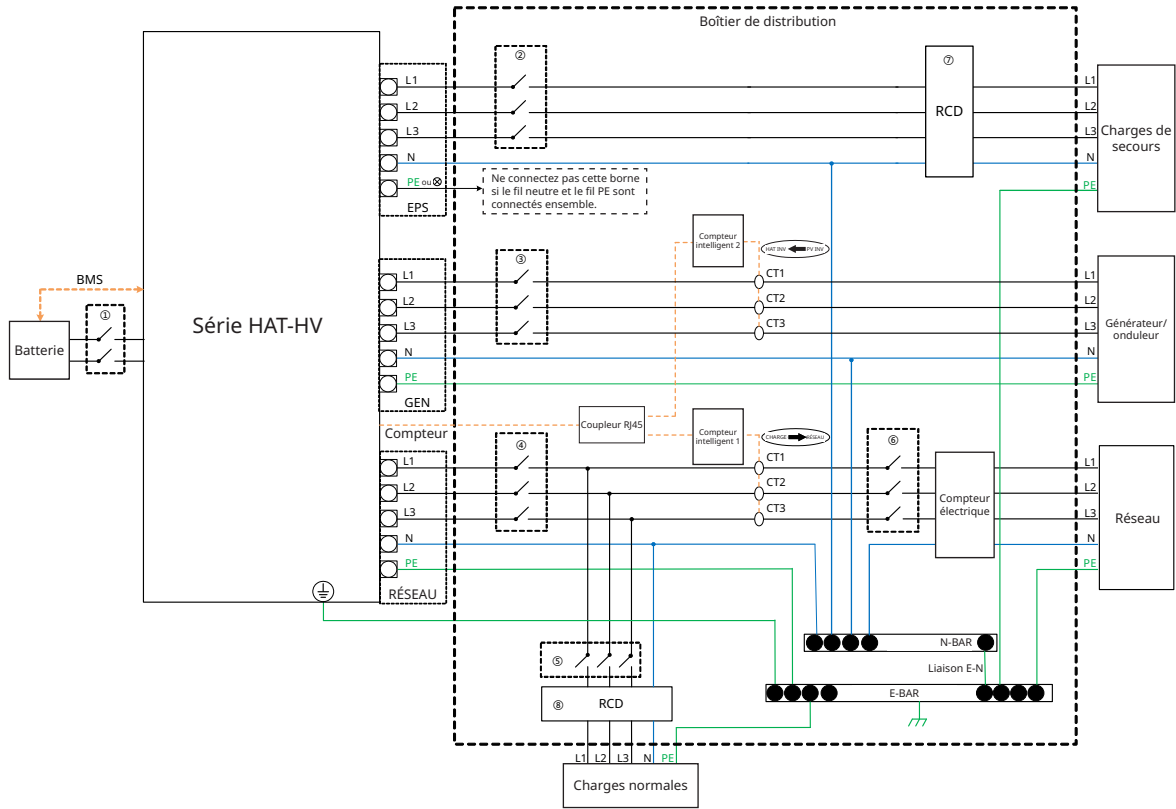 Boîtier de distribution
②
⑦
L1
L2
L3
N
PE ou
EPS
Ne connectez pas cette borne
si le fil neutre et le fil PE sont
connectés ensemble.
RCD
L1
L2
L3
N
PE
Charges de
secours
BMS
①
Batterie
Série HAT-HV
Compteur
intelligent 2
HAT INV
PV INV
③
L1
L2
L3
N
PE
GEN
CT1
CT2
CT3
L1
L2
L3
N
PE
Générateur/
onduleur
Compteur
Coupleur RJ45
Compteur
intelligent 1
CHARGE
RÉSEAU
④
⑥
L1
L2
L3
N
PE
RÉSEAU
CT1
CT2
CT3
Compteur
électrique
L1
L2
L3
N
PE
Réseau
N-BAR
Liaison E-N
E-BAR
⑤
⑧
RCD
L1
L2
L3
N
PE
Charges normales